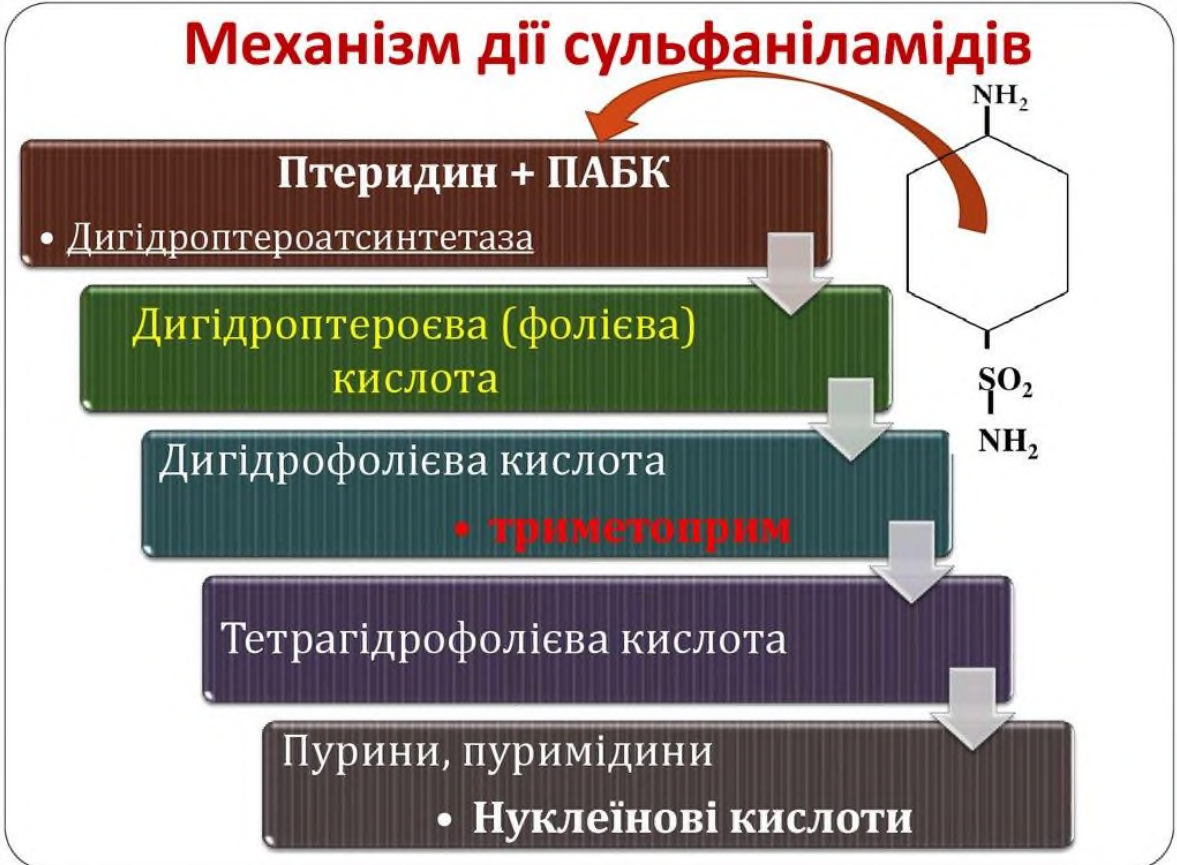 Механізм дії сульфаніламідів
NH₂
Птеридин + ПАБК
• Дигідроптероатсинтетаза
Дигідроптероєва (фолієва)
кислота
SO₂
NH₂
Дигідрофолієва кислота
• триметоприм
Тетрагідрофолієва кислота
Пурини, пуримідини
• Нуклеїнові кислоти